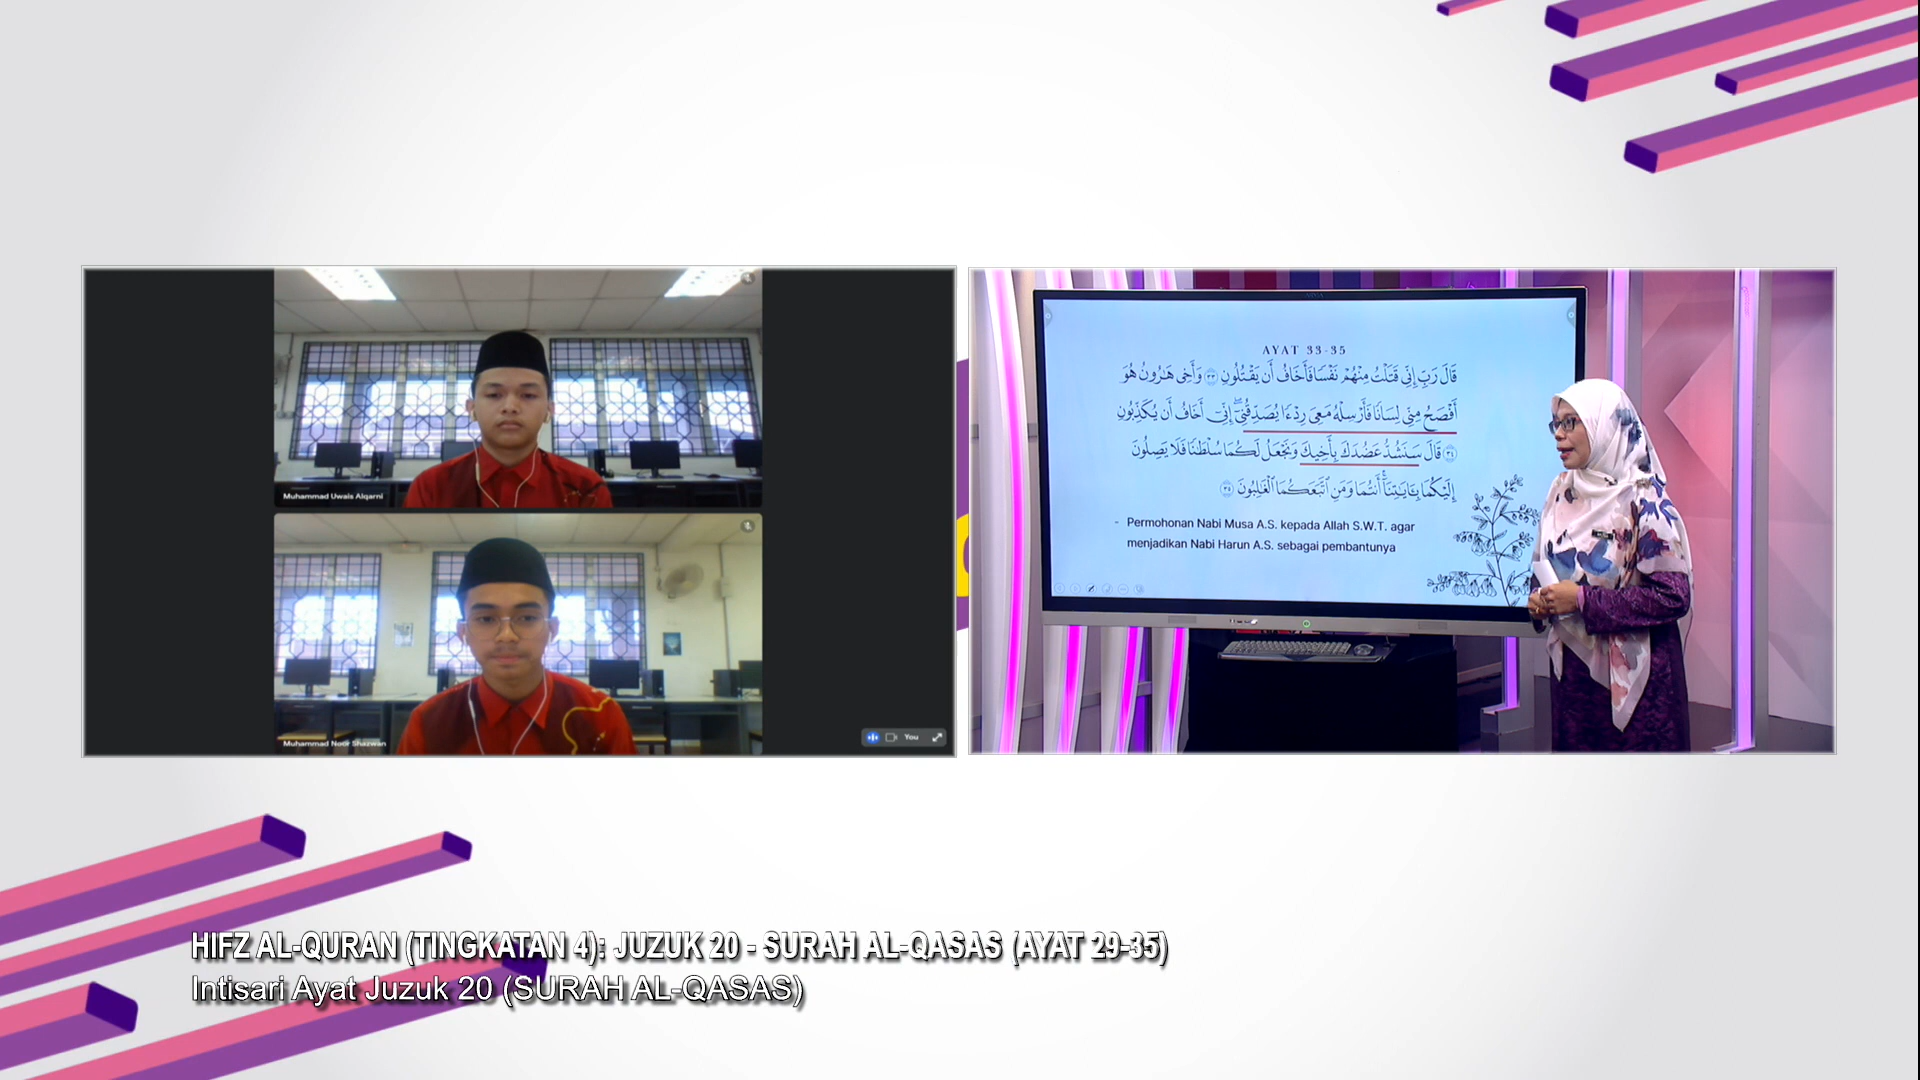 Muhammad Uwais Alqarni
Muhammad Noor Shazwan
You
AYAT 33-35
قَالَ رَبِّ إِنِّي قَتَلْتُ مِنْهُمْ نَفْسًا فَأَخَافُ أَن يَقْتُلُونِ ٣٣ وَأَخِي هَٰرُونُ هُوَ
أَفْصَحُ مِنِّي لِسَانًا فَأَرْسِلْهُ مَعِيَ رِدْءًا يُصَدِّقُنِيٓ ۖ إِنِّيٓ أَخَافُ أَن يُكَذِّبُونِ
٣٤ قَالَ سَنَشُدُّ عَضُدَكَ بِأَخِيكَ وَنَجْعَلُ لَكُمَا سُلْطَٰنًا فَلَا يَصِلُونَ
إِلَيْكُمَا بِـَٔايَٰتِنَآ ۚ أَنتُمَا وَمَنِ ٱتَّبَعَكُمَا ٱلْغَٰلِبُونَ ٣٥
- Permohonan Nabi Musa A.S. kepada Allah S.W.T. agar
menjadikan Nabi Harun A.S. sebagai pembantunya
HIFZ AL-QURAN (TINGKATAN 4): JUZUK 20 - SURAH AL-QASAS (AYAT 29-35)
Intisari Ayat Juzuk 20 (SURAH AL-QASAS)